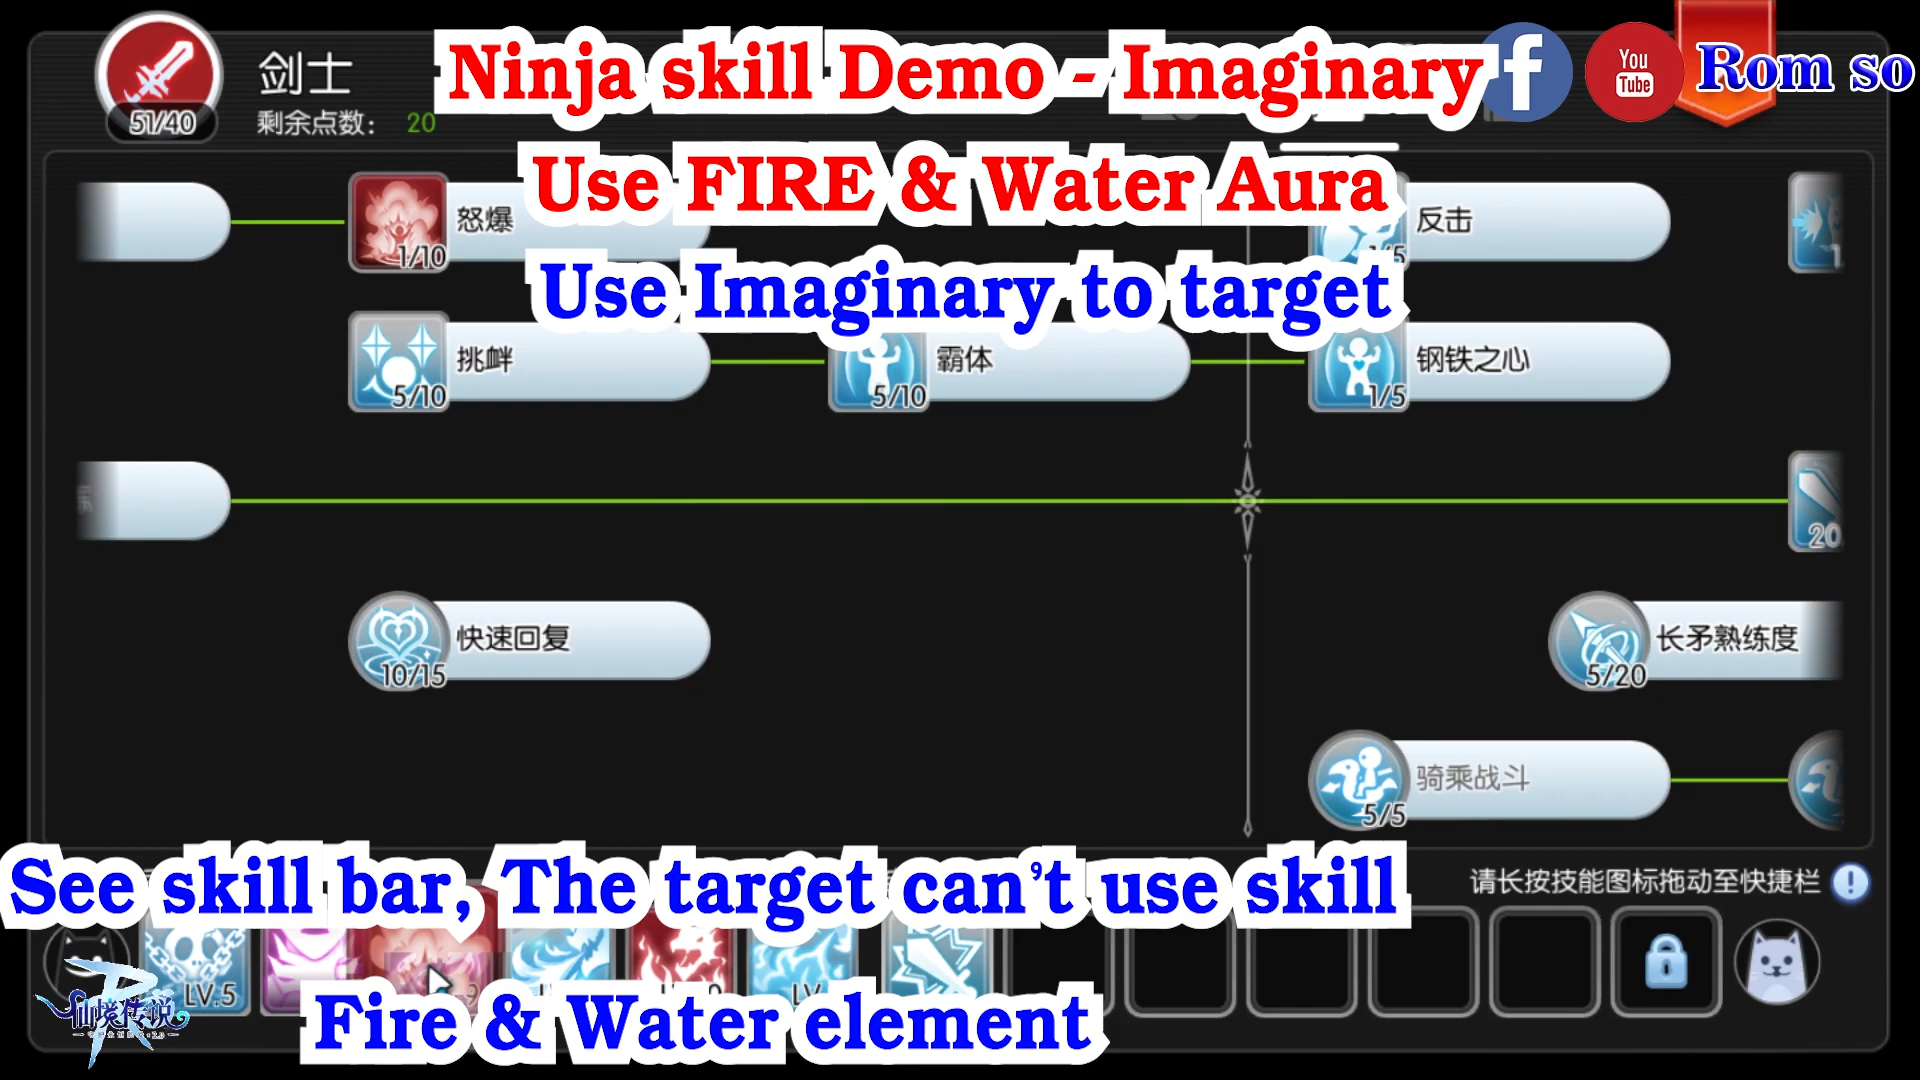 剑士
Ninja skill Demo - Imaginary
f
You
Tube
Rom so
51/40
剩余点数： 20
Use FIRE & Water Aura
1/10
怒爆
反击
Use Imaginary to target
5/10
挑衅
5/10
霸体
1/5
钢铁之心
20
10/15
快速回复
5/20
长矛熟练度
5/5
骑乘战斗
See skill bar, The target can't use skill
请长按技能图标拖动至快捷栏
LV.5
仙境传说
Fire & Water element